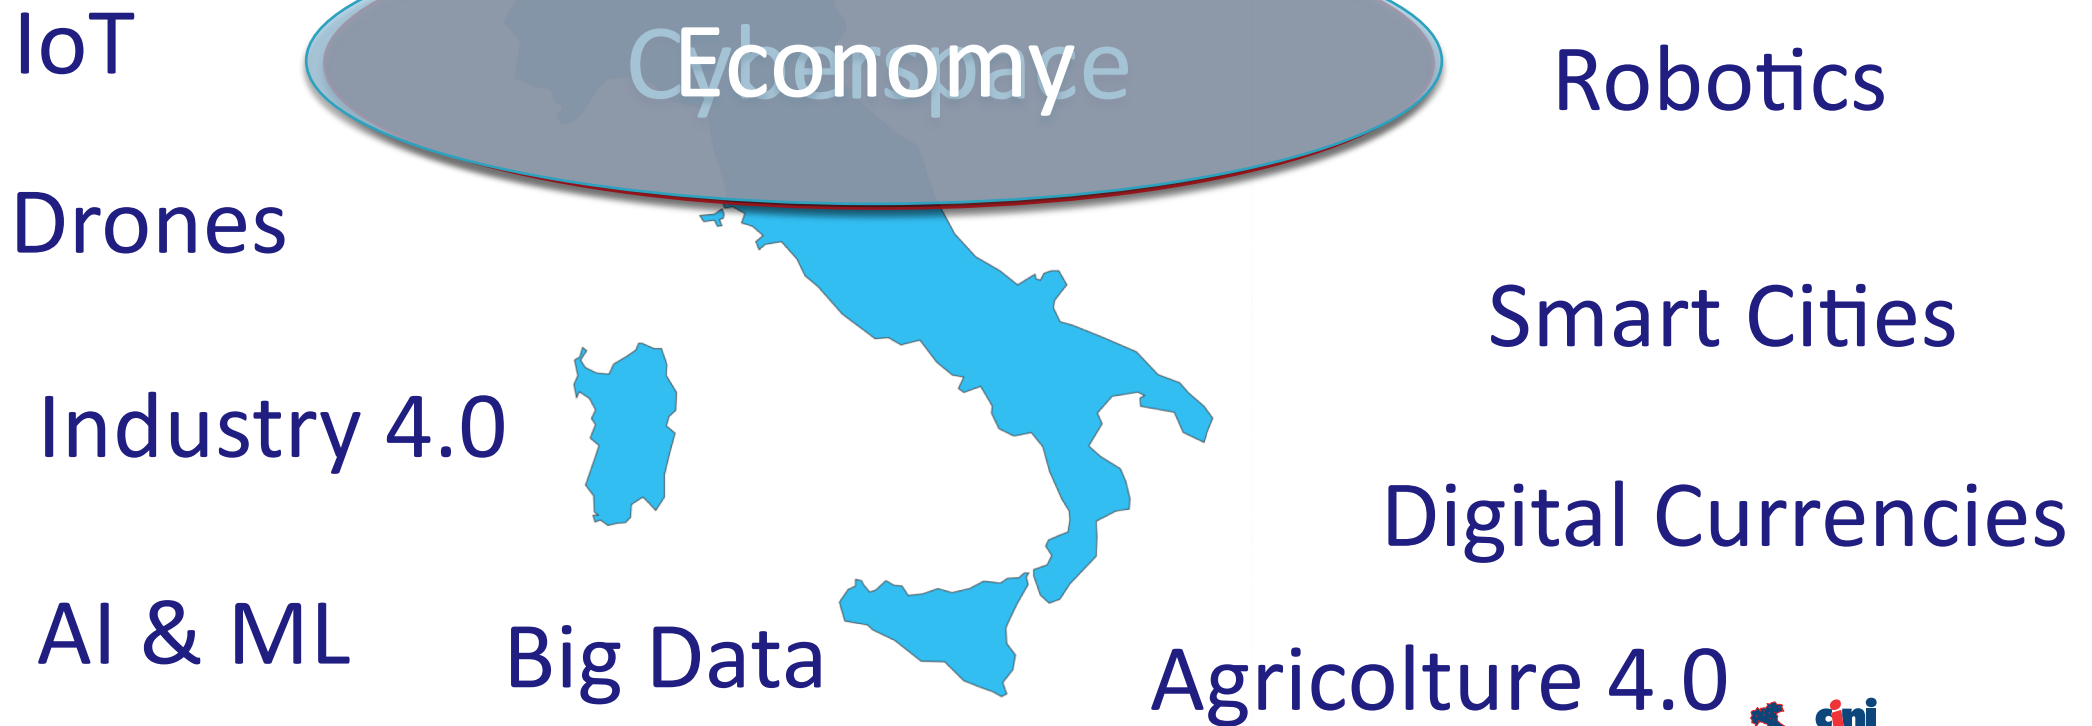 IoT
Cyberspace
Economy
Robotics
Drones
Smart Cities
Industry 4.0
Digital Currencies
AI & ML
Big Data
Agricolture 4.0
cini